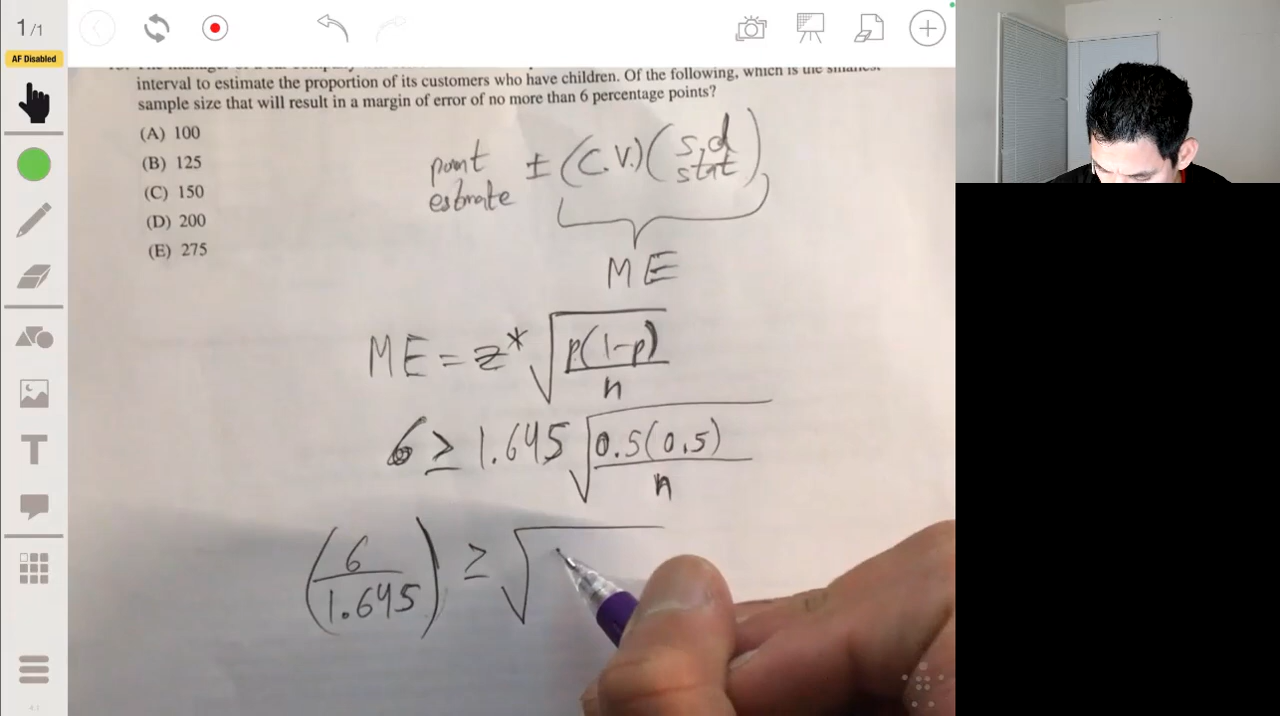 1/1
AF Disabled
interval to estimate the proportion of its customers who have children. Of the following, which is the smallest
sample size that will result in a margin of error of no more than 6 percentage points?
(A) 100
(B) 125
(C) 150
(D) 200
(E) 275
point estimate ± (C.V.)(s.d stat)
ME
ME = z* √(p(1-p)/n)
6 ≥ 1.645 √(0.5(0.5)/n)
(6/1.645) ≥ √
T
4.1